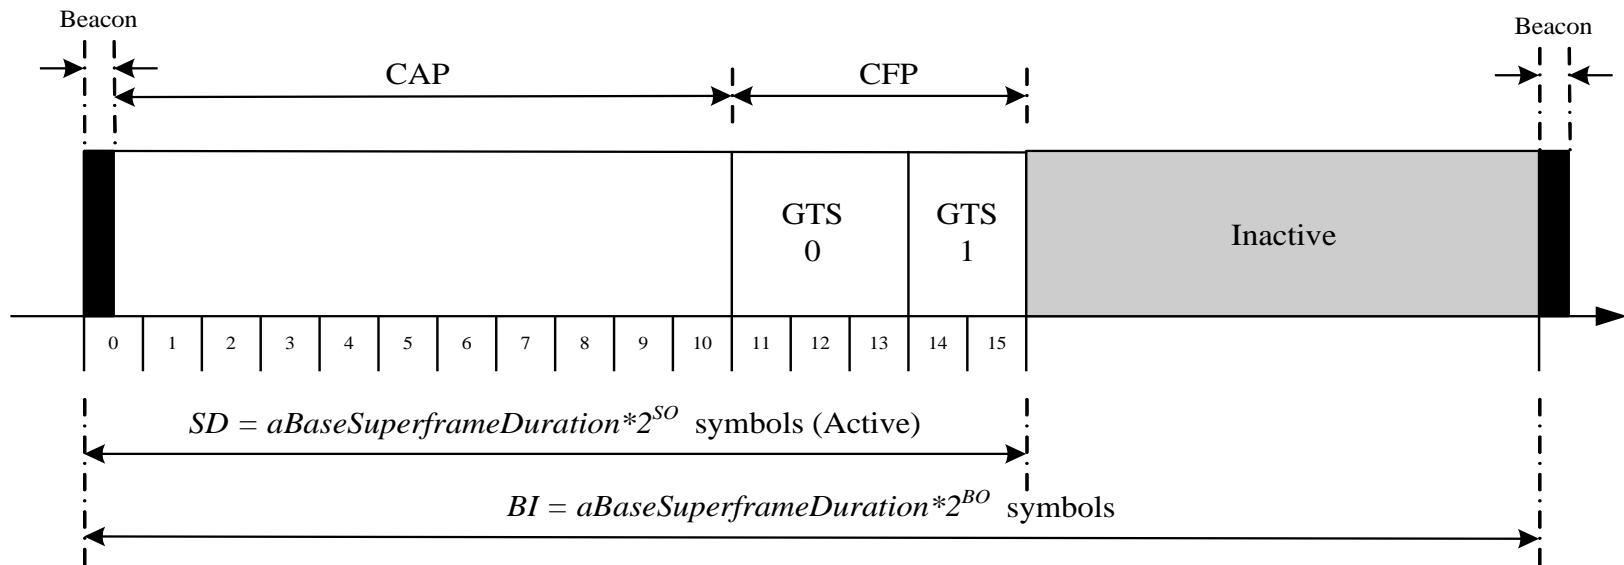 Beacon
Beacon
CAP
CFP
GTS
0
GTS
1
Inactive
0 1 2 3 4 5 6 7 8 9 10 11 12 13 14 15
SD = aBaseSuperframeDuration*2^SO symbols (Active)
BI = aBaseSuperframeDuration*2^BO symbols